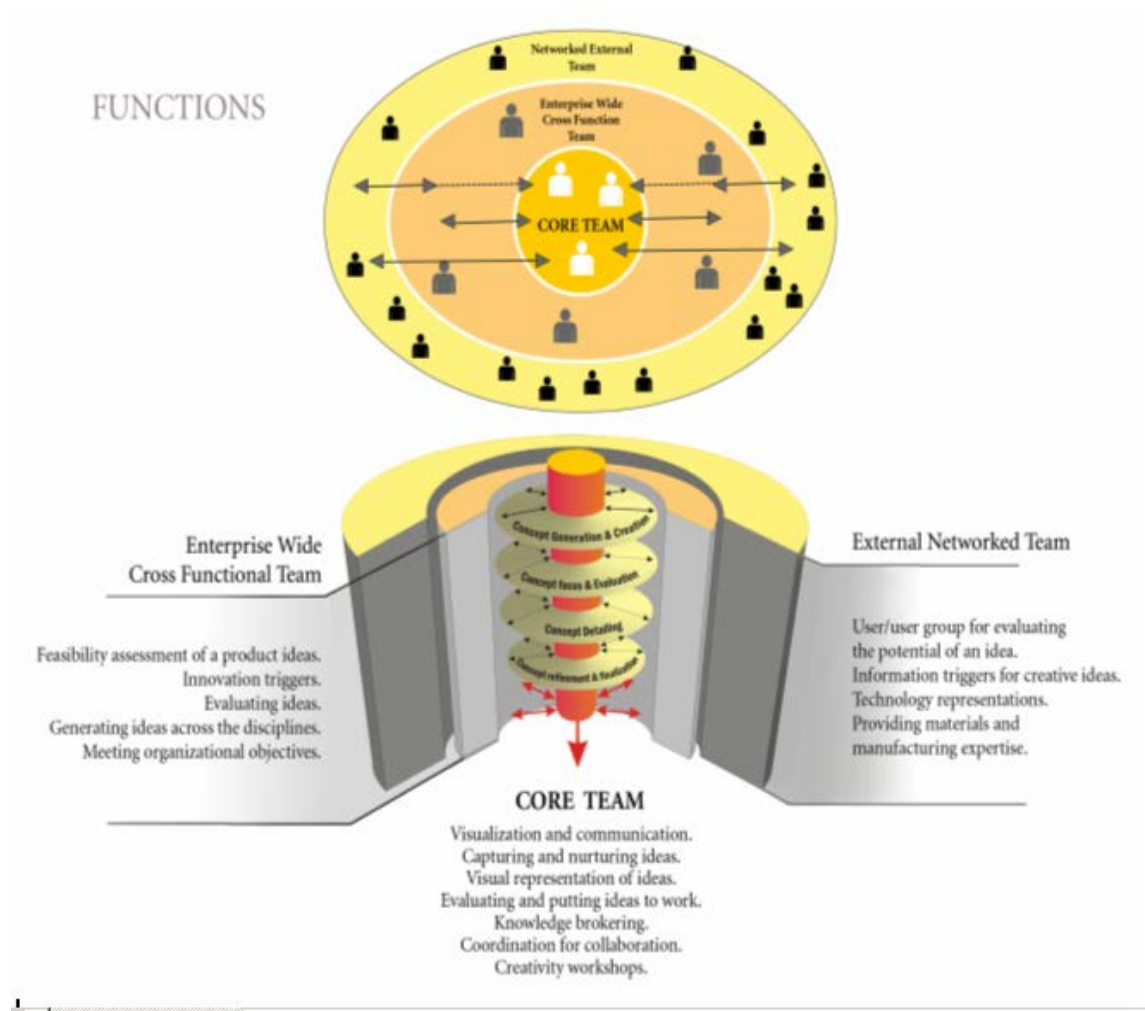 FUNCTIONS
Networked External
Team
Enterprise Wide
Cross Function
Team
CORE TEAM
Concept Generation & Creation
Concept focus & Evaluation
Concept Detailing
Concept refinement & finalization
Enterprise Wide
Cross Functional Team
Feasibility assessment of a product ideas.
Innovation triggers.
Evaluating ideas.
Generating ideas across the disciplines.
Meeting organizational objectives.
External Networked Team
User/user group for evaluating
the potential of an idea.
Information triggers for creative ideas.
Technology representations.
Providing materials and
manufacturing expertise.
CORE TEAM
Visualization and communication.
Capturing and nurturing ideas.
Visual representation of ideas.
Evaluating and putting ideas to work.
Knowledge brokering.
Coordination for collaboration.
Creativity workshops.